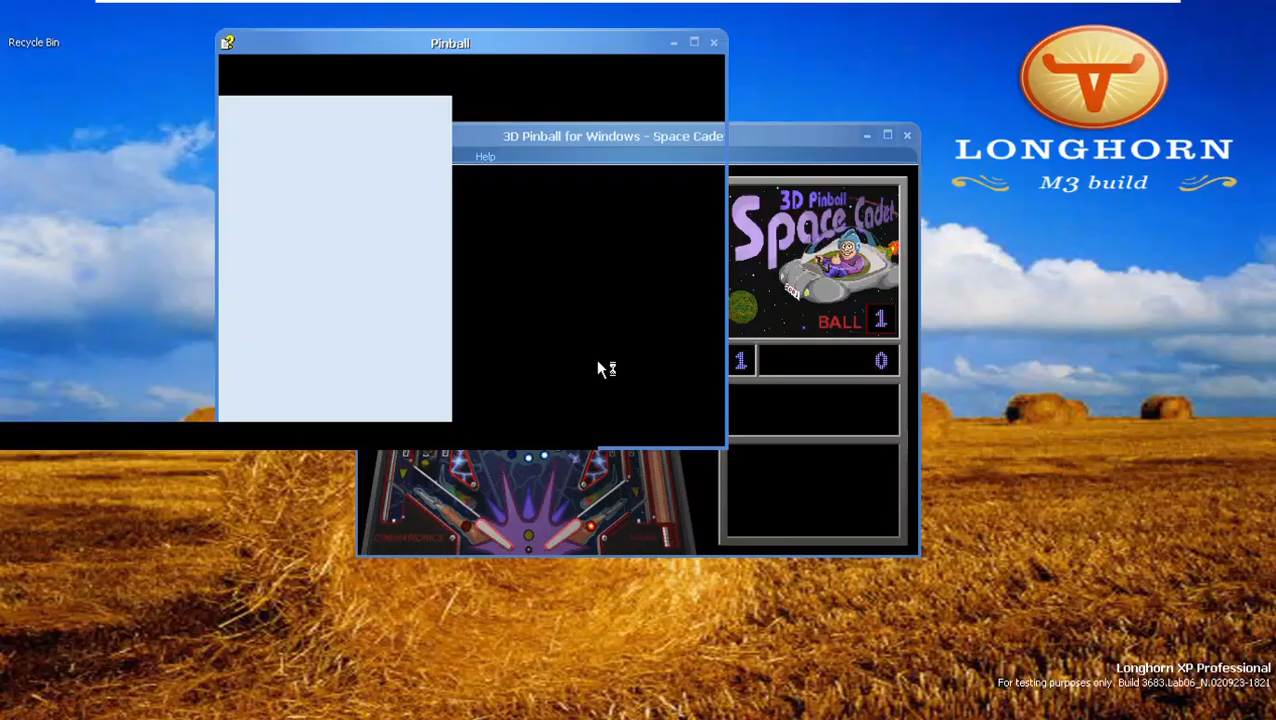 Recycle Bin
Pinball
3D Pinball for Windows - Space Cade
Help
3D Pinball
Space Cadet
BALL 1
1 0
LONGHORN
M3 build
Longhorn XP Professional
For testing purposes only. Build 3683.Lab06_N.020923-1821